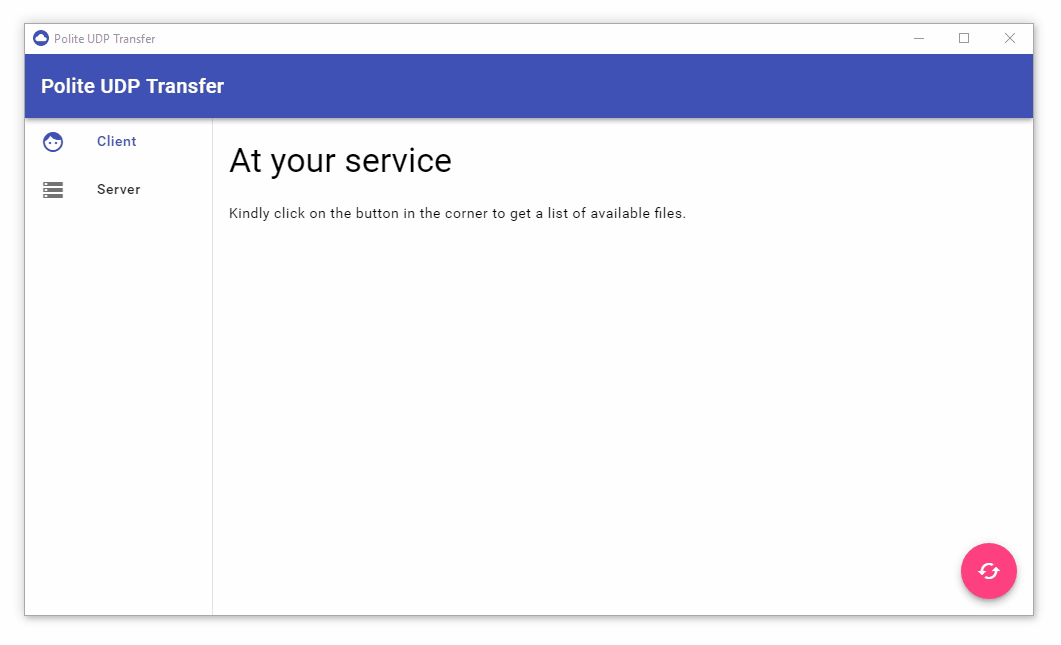 Polite UDP Transfer
Polite UDP Transfer
Client
Server
At your service
Kindly click on the button in the corner to get a list of available files.